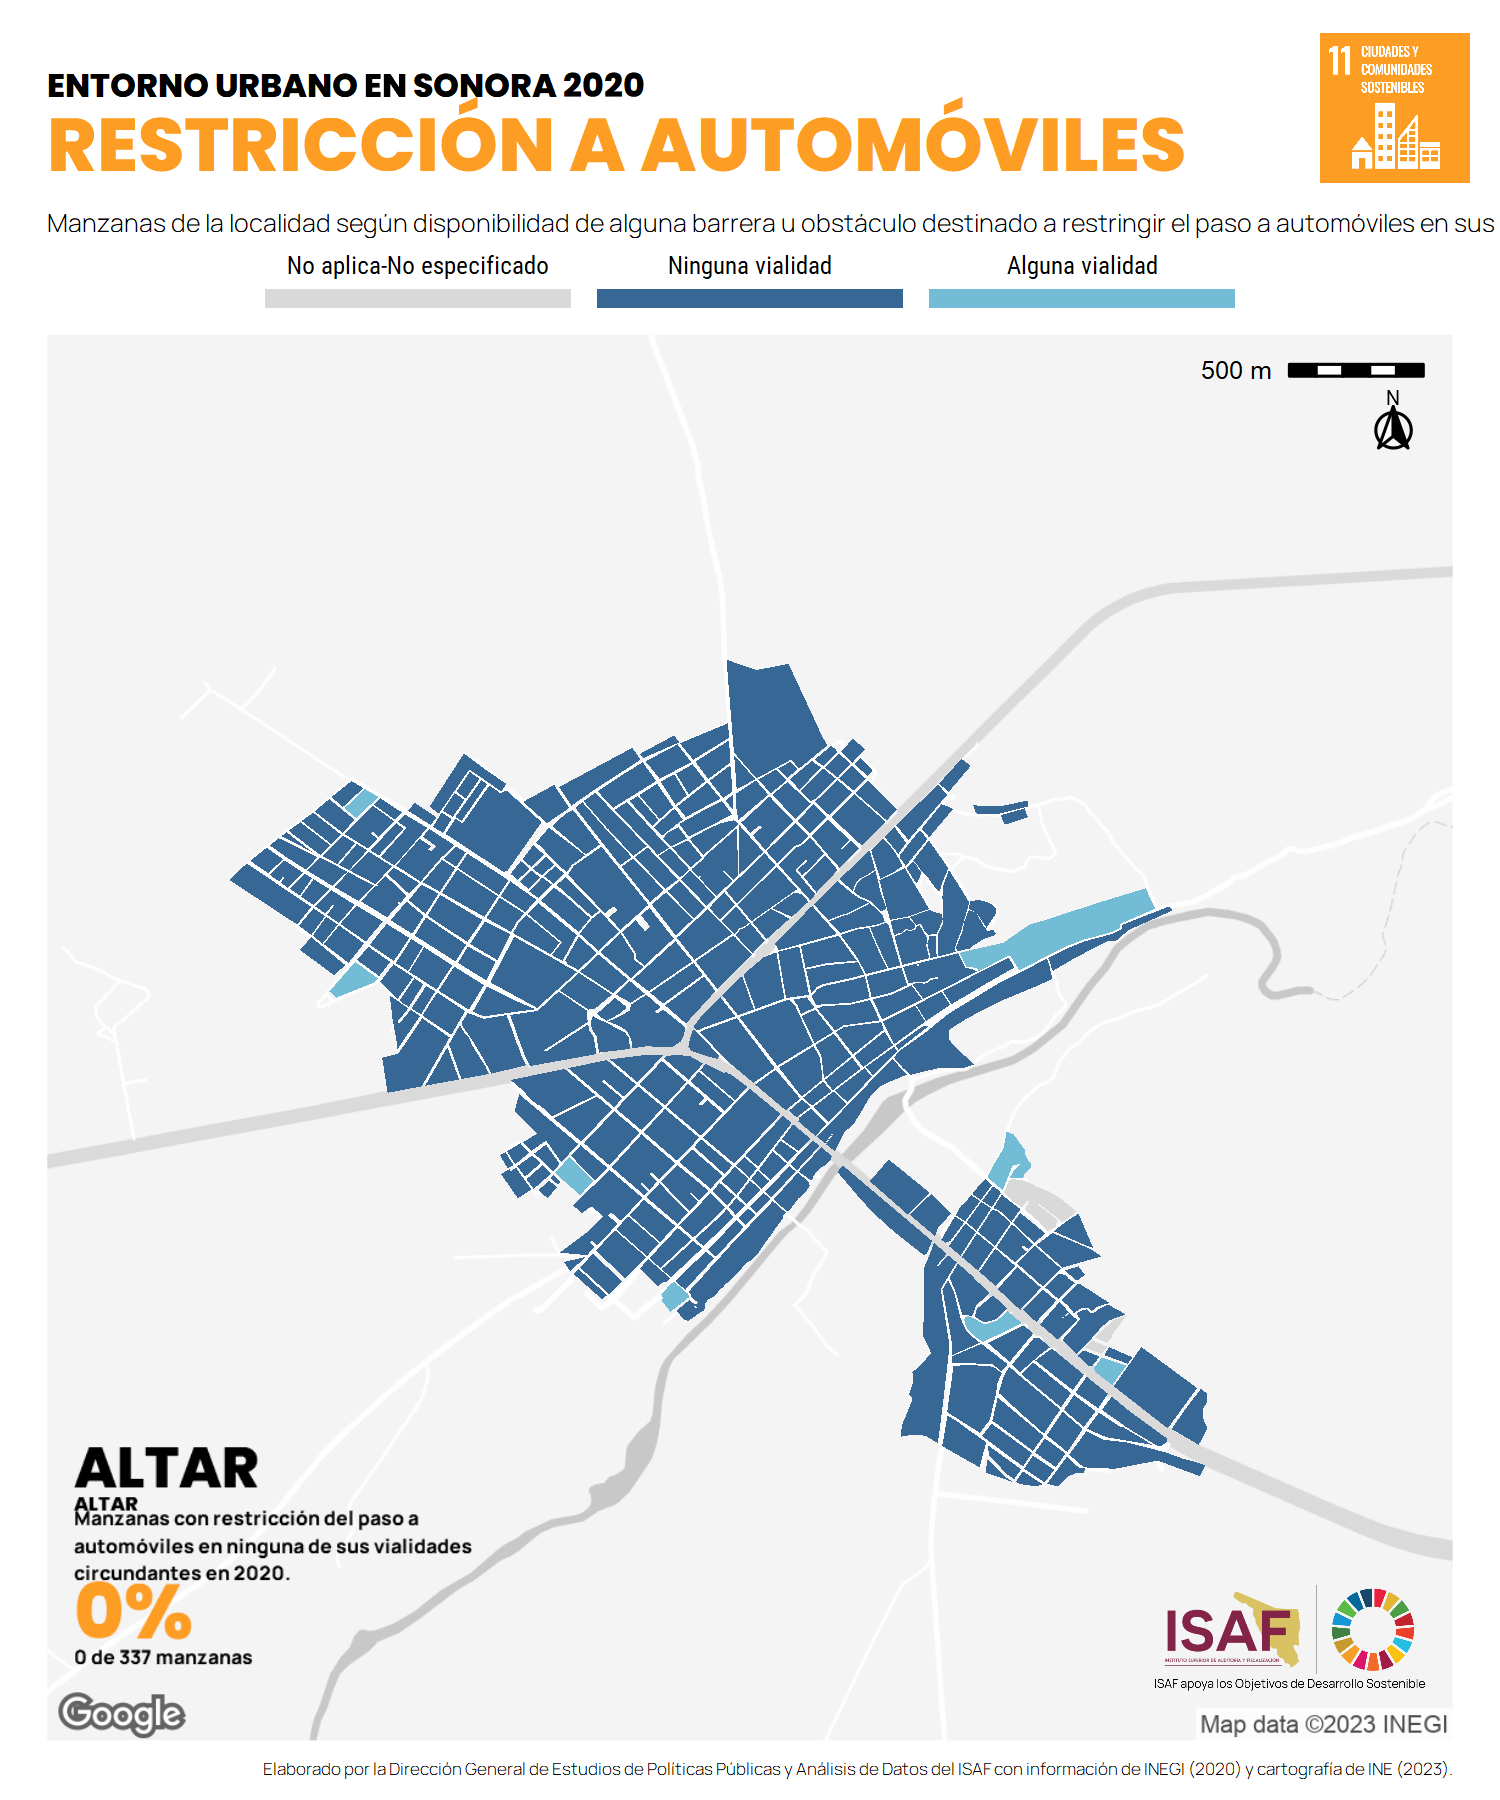 ENTORNO URBANO EN SONORA 2020
RESTRICCIÓN A AUTOMÓVILES
11 CIUDADES Y
COMUNIDADES
SOSTENIBLES
Manzanas de la localidad según disponibilidad de alguna barrera u obstáculo destinado a restringir el paso a automóviles en sus
No aplica-No especificado
Ninguna vialidad
Alguna vialidad
500 m
N
ALTAR
ALTAR
Manzanas con restricción del paso a
automóviles en ninguna de sus vialidades
circundantes en 2020.
0%
0 de 337 manzanas
ISAF
INSTITUTO SUPERIOR DE AUDITORÍA Y FISCALIZACIÓN
ISAF apoya los Objetivos de Desarrollo Sostenible
Google
Map data ©2023 INEGI
Elaborado por la Dirección General de Estudios de Políticas Públicas y Análisis de Datos del ISAF con información de INEGI (2020) y cartografía de INE (2023).